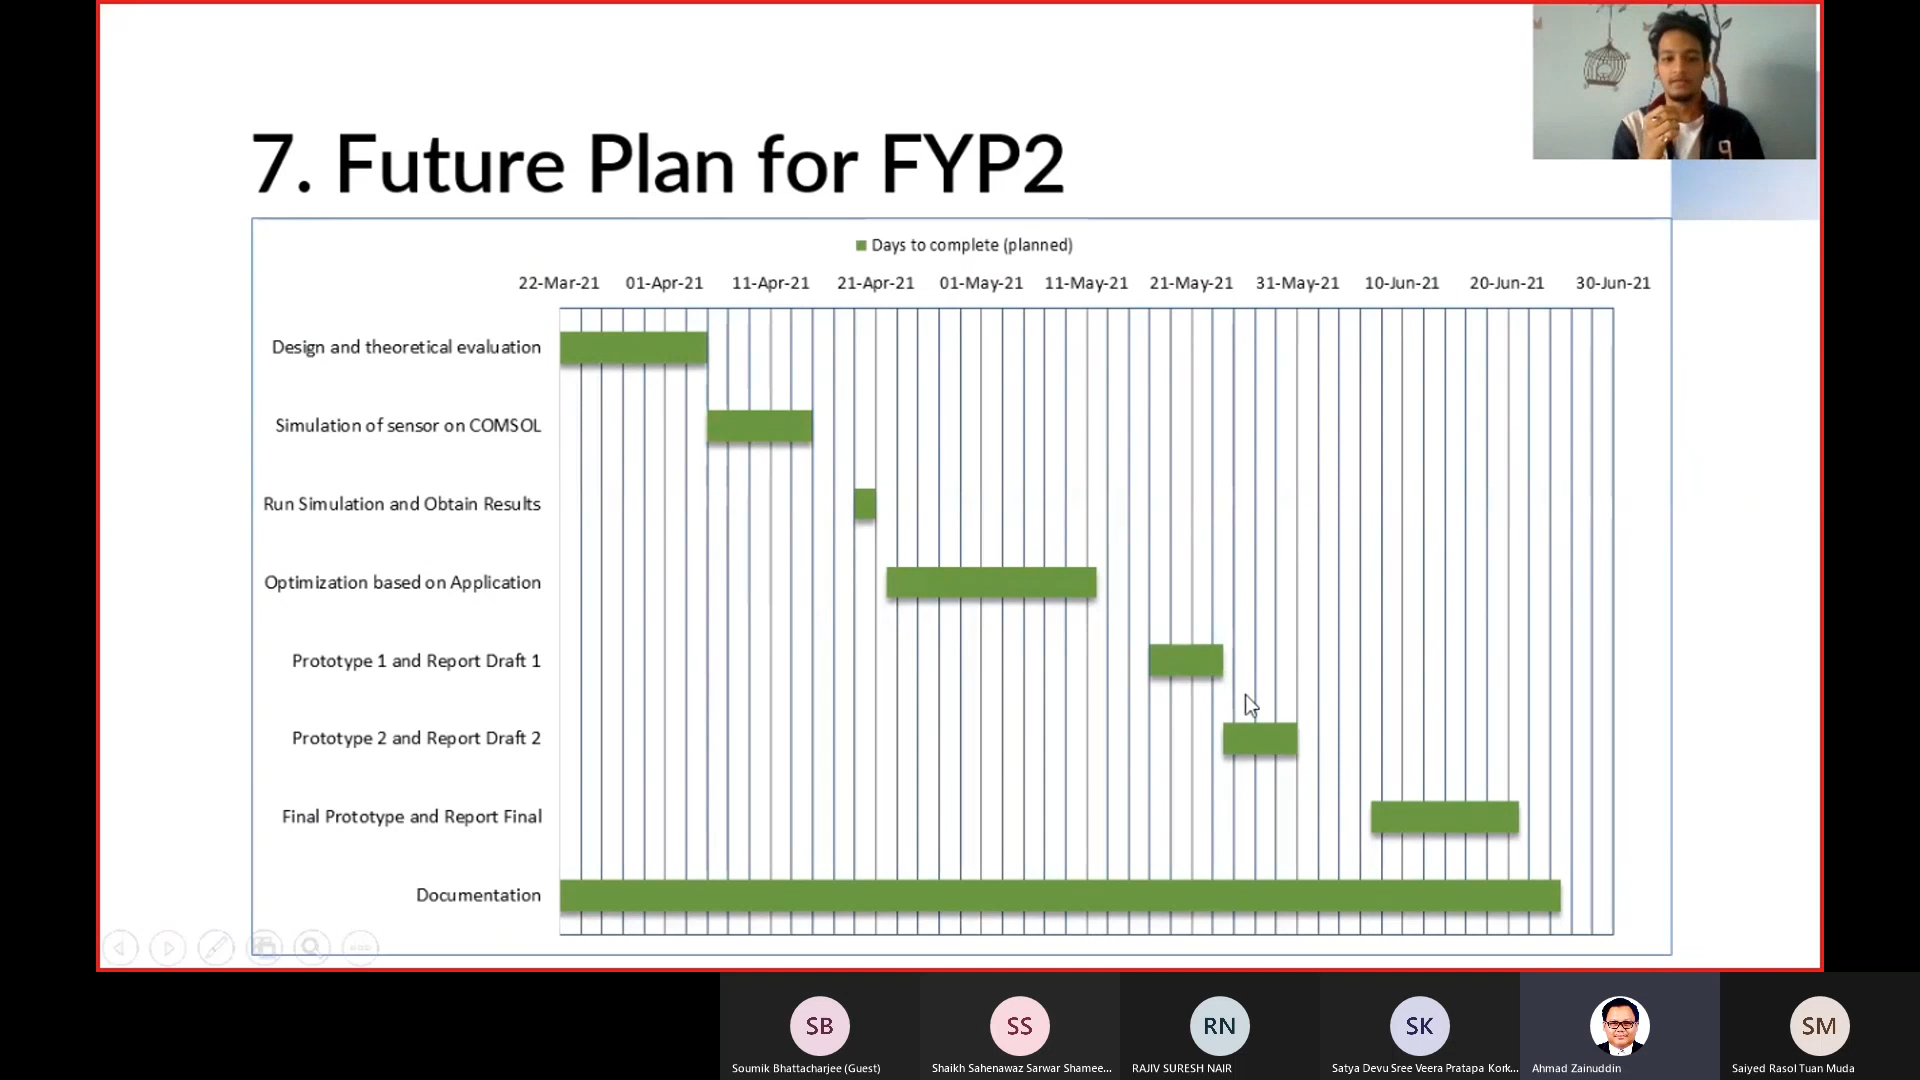 7. Future Plan for FYP2
Days to complete (planned)
22-Mar-21 01-Apr-21 11-Apr-21 21-Apr-21 01-May-21 11-May-21 21-May-21 31-May-21 10-Jun-21 20-Jun-21 30-Jun-21
Design and theoretical evaluation
Simulation of sensor on COMSOL
Run Simulation and Obtain Results
Optimization based on Application
Prototype 1 and Report Draft 1
Prototype 2 and Report Draft 2
Final Prototype and Report Final
Documentation
SB SS RN SK SM
Soumik Bhattacharjee (Guest) Shaikh Sahenawaz Sarwar Shamee... RAJIV SURESH NAIR Satya Devu Sree Veera Pratapa Kork... Ahmad Zainuddin Saiyed Rasol Tuan Muda